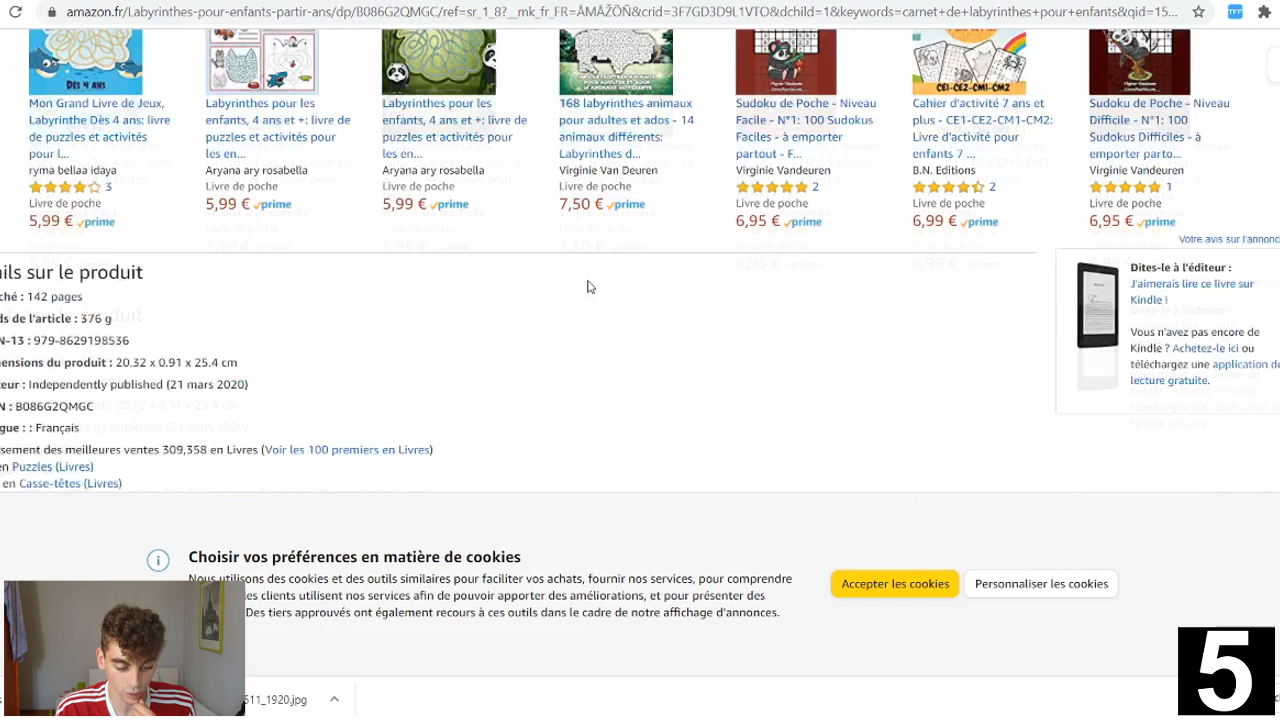 amazon.fr/Labyrinthes-pour-enfants-partir-ans/dp/B086G2QMGC/ref=sr_1_8?__mk_fr_FR=ÅMÅŽÕÑ&crid=3F7GD3D9L1VTO&dchild=1&keywords=carnet+de+labyrinthes+pour+enfants&qid=15...
DÈS 4 ANS
CE1-CE2-CM1-CM2
Mon Grand Livre de Jeux,
Labyrinthe Dès 4 ans: livre
de puzzles et activités
pour l...
ryma bellaa idaya
3
Livre de poche
5,99 € prime
Labyrinthes pour les
enfants, 4 ans et +: livre de
puzzles et activités pour
les en...
Aryana ary rosabella
Livre de poche
5,99 € prime
Labyrinthes pour les
enfants, 4 ans et +: livre de
puzzles et activités pour
les en...
Aryana ary rosabella
Livre de poche
5,99 € prime
168 labyrinthes animaux
pour adultes et ados - 14
animaux différents:
Labyrinthes d...
Virginie Van Deuren
Livre de poche
7,50 € prime
Sudoku de Poche - Niveau
Facile - N°1: 100 Sudokus
Faciles - à emporter
partout - F...
Virginie Vandeuren
2
Livre de poche
6,95 € prime
Cahier d'activité 7 ans et
plus - CE1-CE2-CM1-CM2:
Livre d'activité pour
enfants 7 ...
B.N. Editions
2
Livre de poche
6,99 € prime
Sudoku de Poche - Niveau
Difficile - N°1: 100
Sudokus Difficiles - à
emporter parto...
Virginie Vandeuren
1
Livre de poche
6,95 € prime
Votre avis sur l'annonc
ils sur le produit
ché : 142 pages
ds de l'article : 376 g
N-13 : 979-8629198536
ensions du produit : 20.32 x 0.91 x 25.4 cm
eur : Independently published (21 mars 2020)
N : B086G2QMGC
gue : : Français
sement des meilleures ventes 309,358 en Livres (Voir les 100 premiers en Livres)
en Puzzles (Livres)
en Casse-têtes (Livres)
Dites-le à l'éditeur :
J'aimerais lire ce livre sur
Kindle !
Vous n'avez pas encore de
Kindle ? Achetez-le ici ou
téléchargez une application de
lecture gratuite.
Choisir vos préférences en matière de cookies
Nous utilisons des cookies et des outils similaires pour faciliter vos achats, fournir nos services, pour comprendre
es clients utilisent nos services afin de pouvoir apporter des améliorations, et pour présenter des
Des tiers approuvés ont également recours à ces outils dans le cadre de notre affichage d'annonces.
Accepter les cookies
Personnaliser les cookies
511_1920.jpg
5